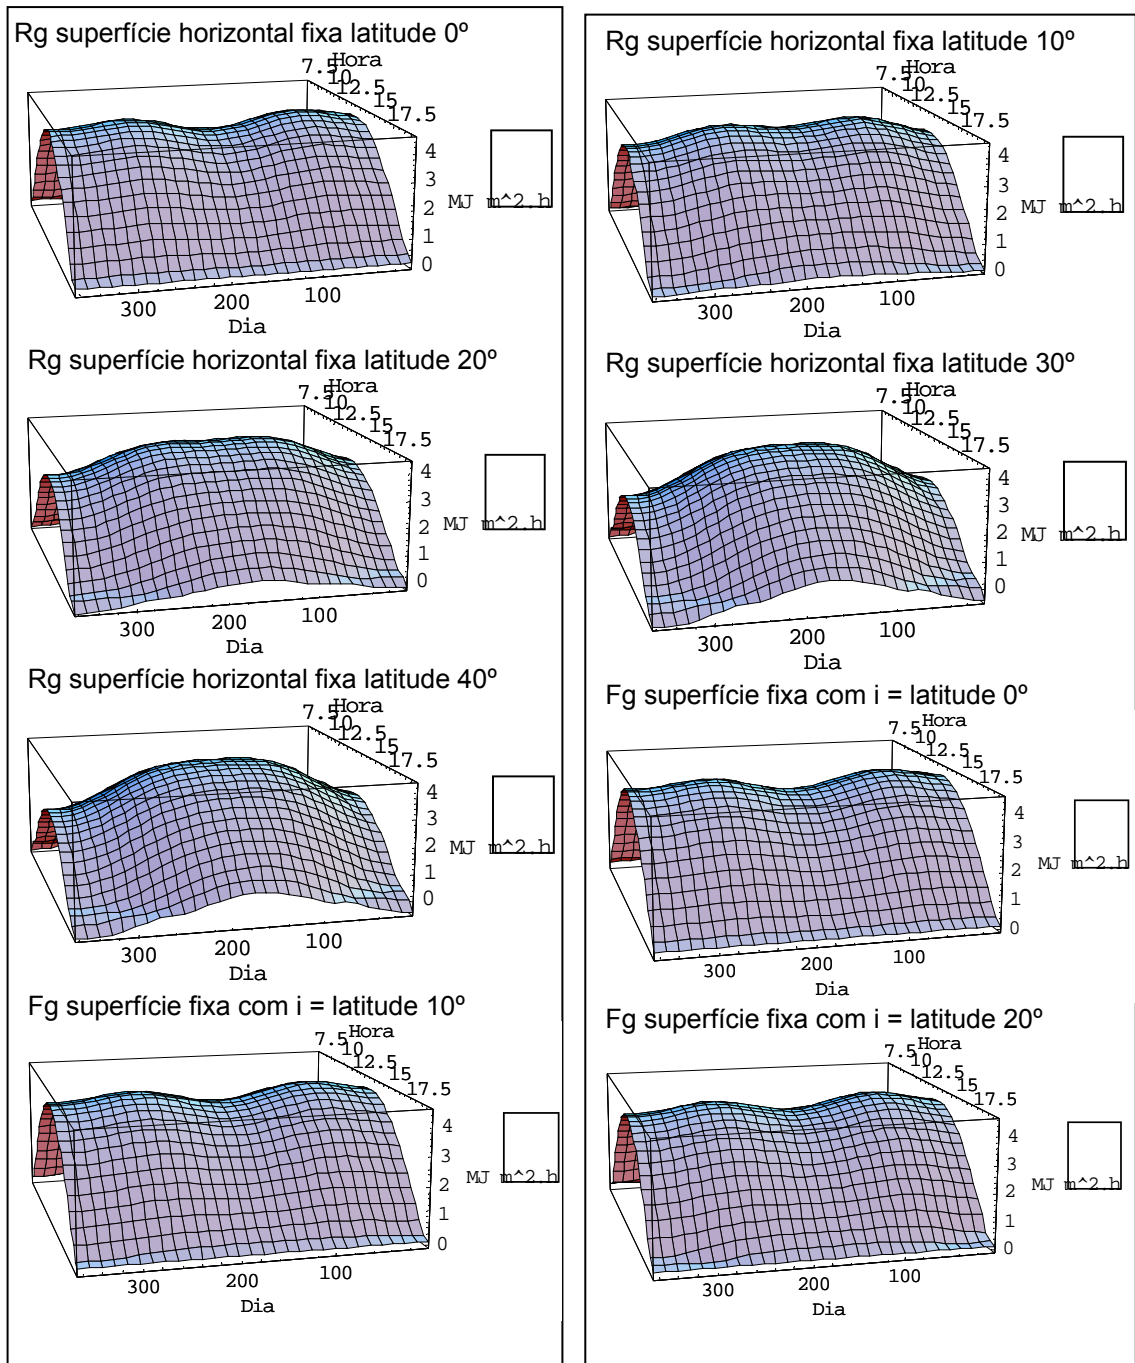 Rg superfície horizontal fixa latitude 0º
7.5 Hora
10
12.5
15
17.5
4
3
2
1
0
MJ m^2.h
300 200 100
Dia
Rg superfície horizontal fixa latitude 10º
7.5 Hora
10
12.5
15
17.5
4
3
2
1
0
MJ m^2.h
300 200 100
Dia
Rg superfície horizontal fixa latitude 20º
7.5 Hora
10
12.5
15
17.5
4
3
2
1
0
MJ m^2.h
300 200 100
Dia
Rg superfície horizontal fixa latitude 30º
7.5 Hora
10
12.5
15
17.5
4
3
2
1
0
MJ m^2.h
300 200 100
Dia
Rg superfície horizontal fixa latitude 40º
7.5 Hora
10
12.5
15
17.5
4
3
2
1
0
MJ m^2.h
300 200 100
Dia
Fg superfície fixa com i = latitude 0º
7.5 Hora
10
12.5
15
17.5
4
3
2
1
0
MJ m^2.h
300 200 100
Dia
Fg superfície fixa com i = latitude 10º
7.5 Hora
10
12.5
15
17.5
4
3
2
1
0
MJ m^2.h
300 200 100
Dia
Fg superfície fixa com i = latitude 20º
7.5 Hora
10
12.5
15
17.5
4
3
2
1
0
MJ m^2.h
300 200 100
Dia